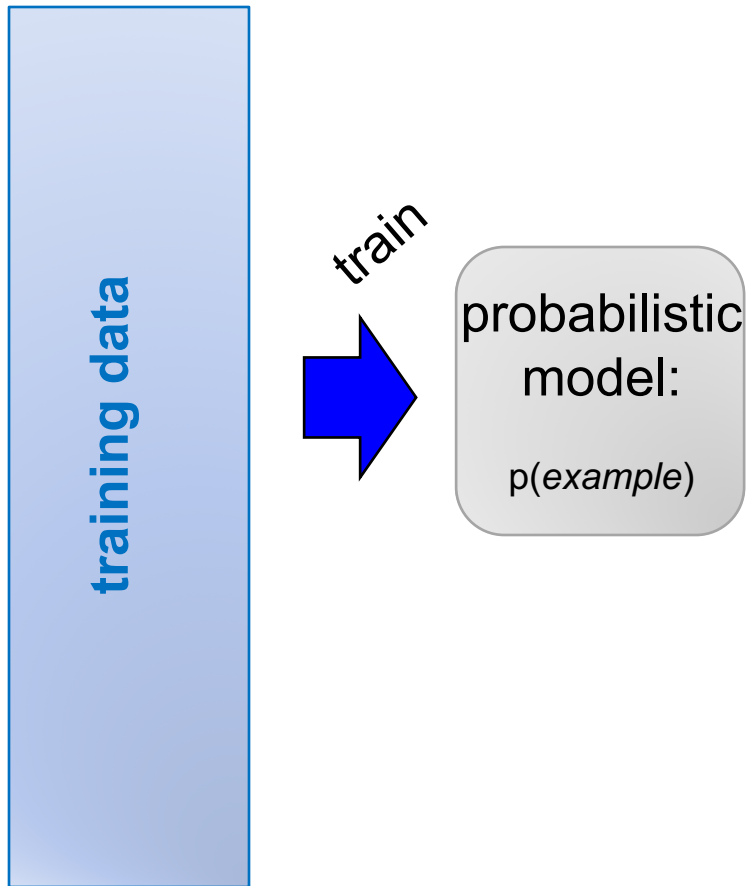 training data
train
probabilistic
model:
p(example)